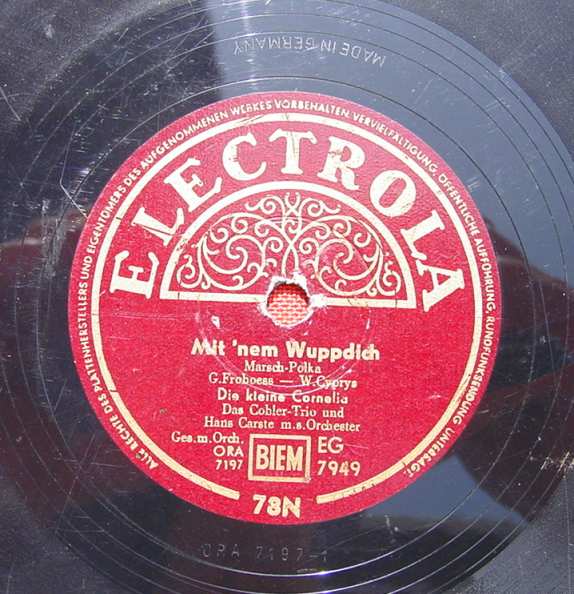 MADE IN GERMANY
ALLE RECHTE DES PLATTENHERSTELLERS UND EIGENTÜMERS DES AUFGENOMMENEN WERKES VORBEHALTEN VERVIELFÄLTIGUNG, ÖFFENTLICHE AUFFÜHRUNG, RUNDFUNKSENDUNG UNTERSAGT.
ELECTROLA
Mit 'nem Wuppdich
Marsch-Polka
G.Froboess — W.Cyprys
Die kleine Cornelia
Das Cobler-Trio und
Hans Carste m.s.Orchester
Ges.m.Orch.
ORA
7197
BIEM
EG
7949
78N
ORA 7197-1